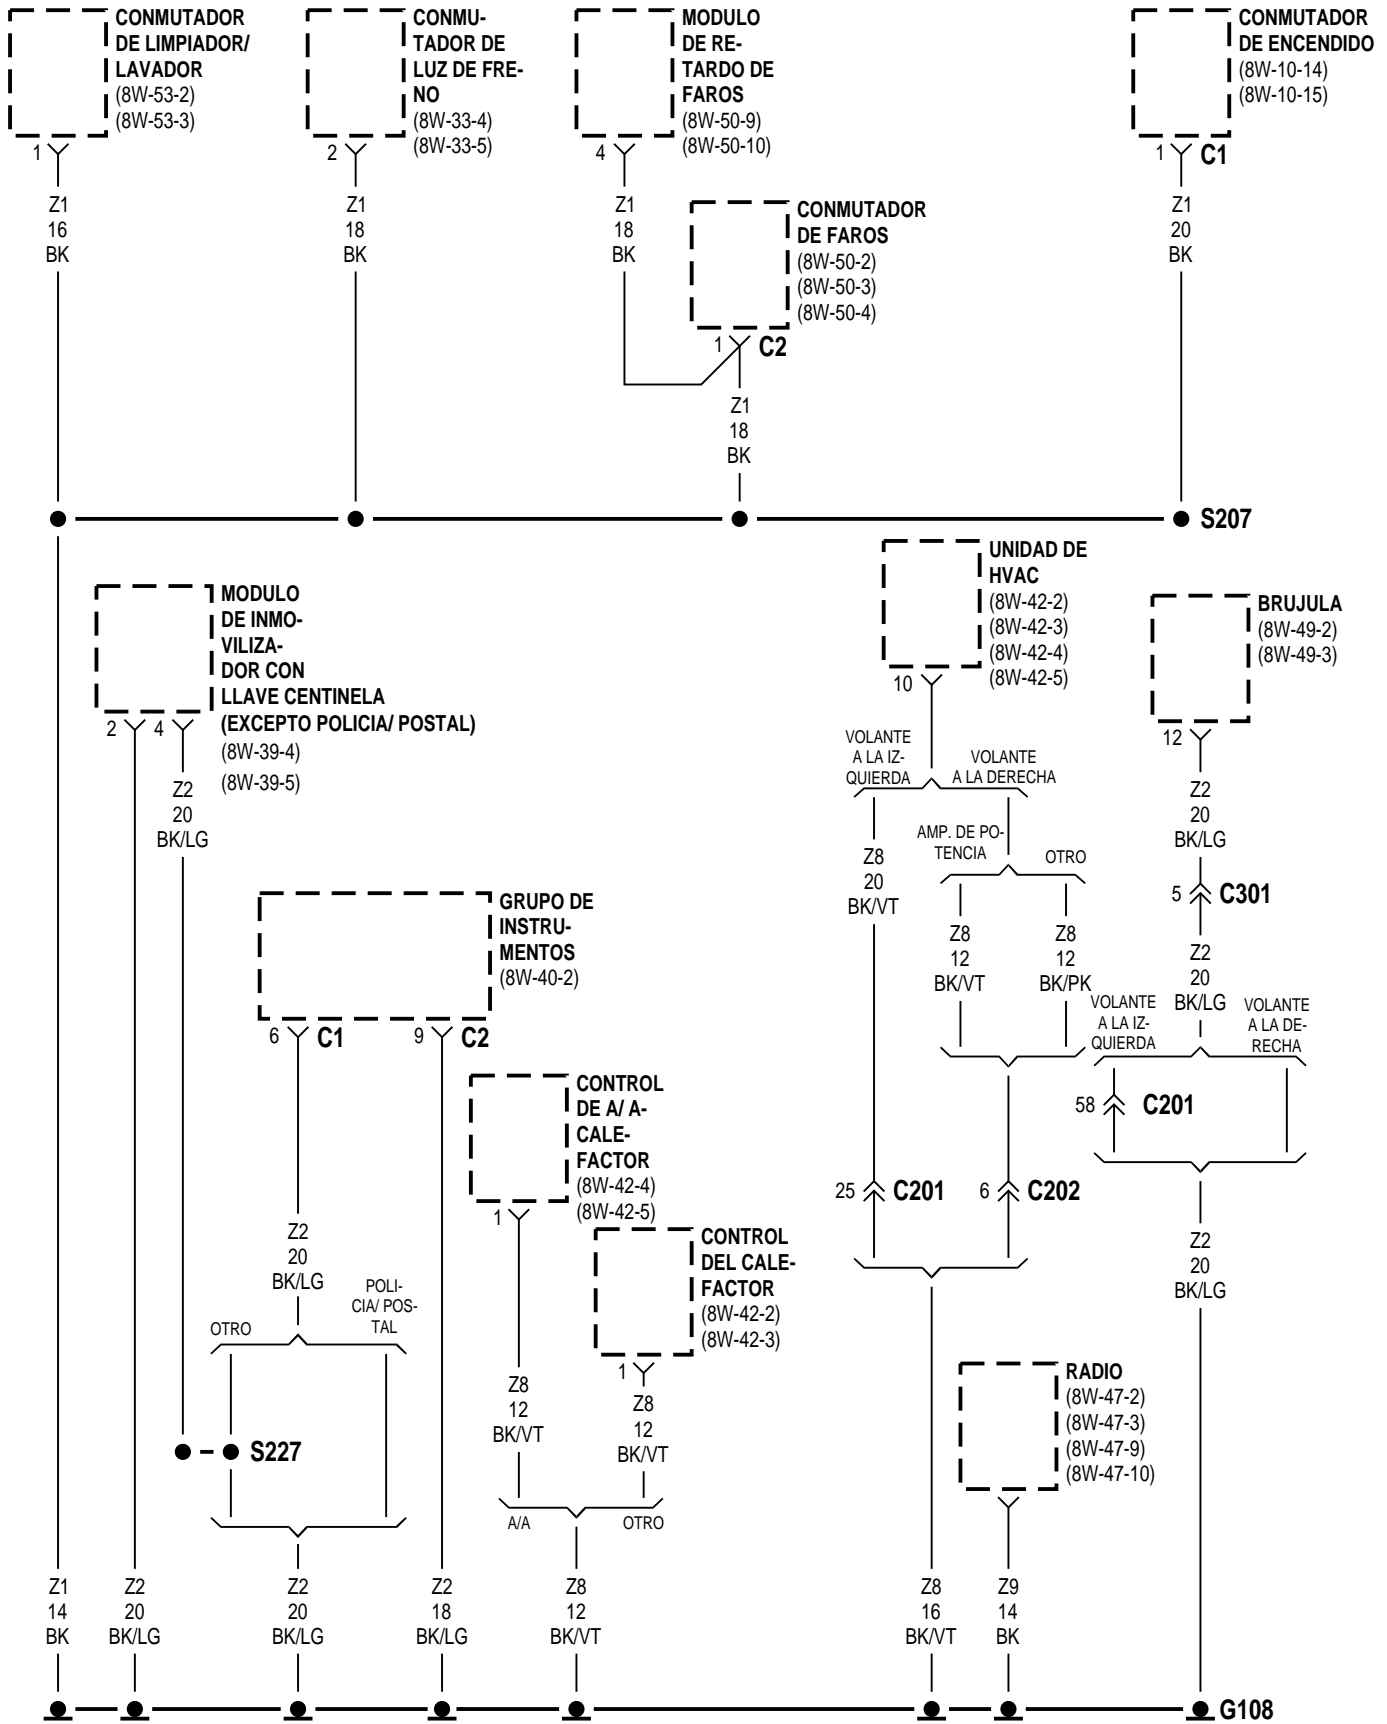 CONMUTADOR
DE LIMPIADOR/
LAVADOR
(8W-53-2)
(8W-53-3)
1
Z1
16
BK
CONMU-
TADOR DE
LUZ DE FRE-
NO
(8W-33-4)
(8W-33-5)
2
Z1
18
BK
MODULO
DE RE-
TARDO DE
FAROS
(8W-50-9)
(8W-50-10)
4
Z1
18
BK
CONMUTADOR
DE FAROS
(8W-50-2)
(8W-50-3)
(8W-50-4)
1 C2
Z1
18
BK
CONMUTADOR
DE ENCENDIDO
(8W-10-14)
(8W-10-15)
1 C1
Z1
20
BK
S207
MODULO
DE INMO-
VILIZA-
DOR CON
LLAVE CENTINELA
(EXCEPTO POLICIA/ POSTAL)
(8W-39-4)
(8W-39-5)
2 4
Z2
20
BK/LG
UNIDAD DE
HVAC
(8W-42-2)
(8W-42-3)
(8W-42-4)
(8W-42-5)
10
VOLANTE
A LA IZ-
QUIERDA
VOLANTE
A LA DERECHA
Z8
20
BK/VT
AMP. DE PO-
TENCIA
OTRO
Z8
12
BK/VT
Z8
12
BK/PK
BRUJULA
(8W-49-2)
(8W-49-3)
12
Z2
20
BK/LG
5 C301
Z2
20
BK/LG
VOLANTE
A LA IZ-
QUIERDA
VOLANTE
A LA DE-
RECHA
58 C201
GRUPO DE
INSTRU-
MENTOS
(8W-40-2)
6 C1
9 C2
CONTROL
DE A/ A-
CALE-
FACTOR
(8W-42-4)
(8W-42-5)
1
25 C201
6 C202
Z2
20
BK/LG
CONTROL
DEL CALE-
FACTOR
(8W-42-2)
(8W-42-3)
1
Z2
20
BK/LG
OTRO
POLI-
CIA/ POS-
TAL
Z8
12
BK/VT
Z8
12
BK/VT
RADIO
(8W-47-2)
(8W-47-3)
(8W-47-9)
(8W-47-10)
S227
A/A
OTRO
Z1
14
BK
Z2
20
BK/LG
Z2
20
BK/LG
Z2
18
BK/LG
Z8
12
BK/VT
Z8
16
BK/VT
Z9
14
BK
G108